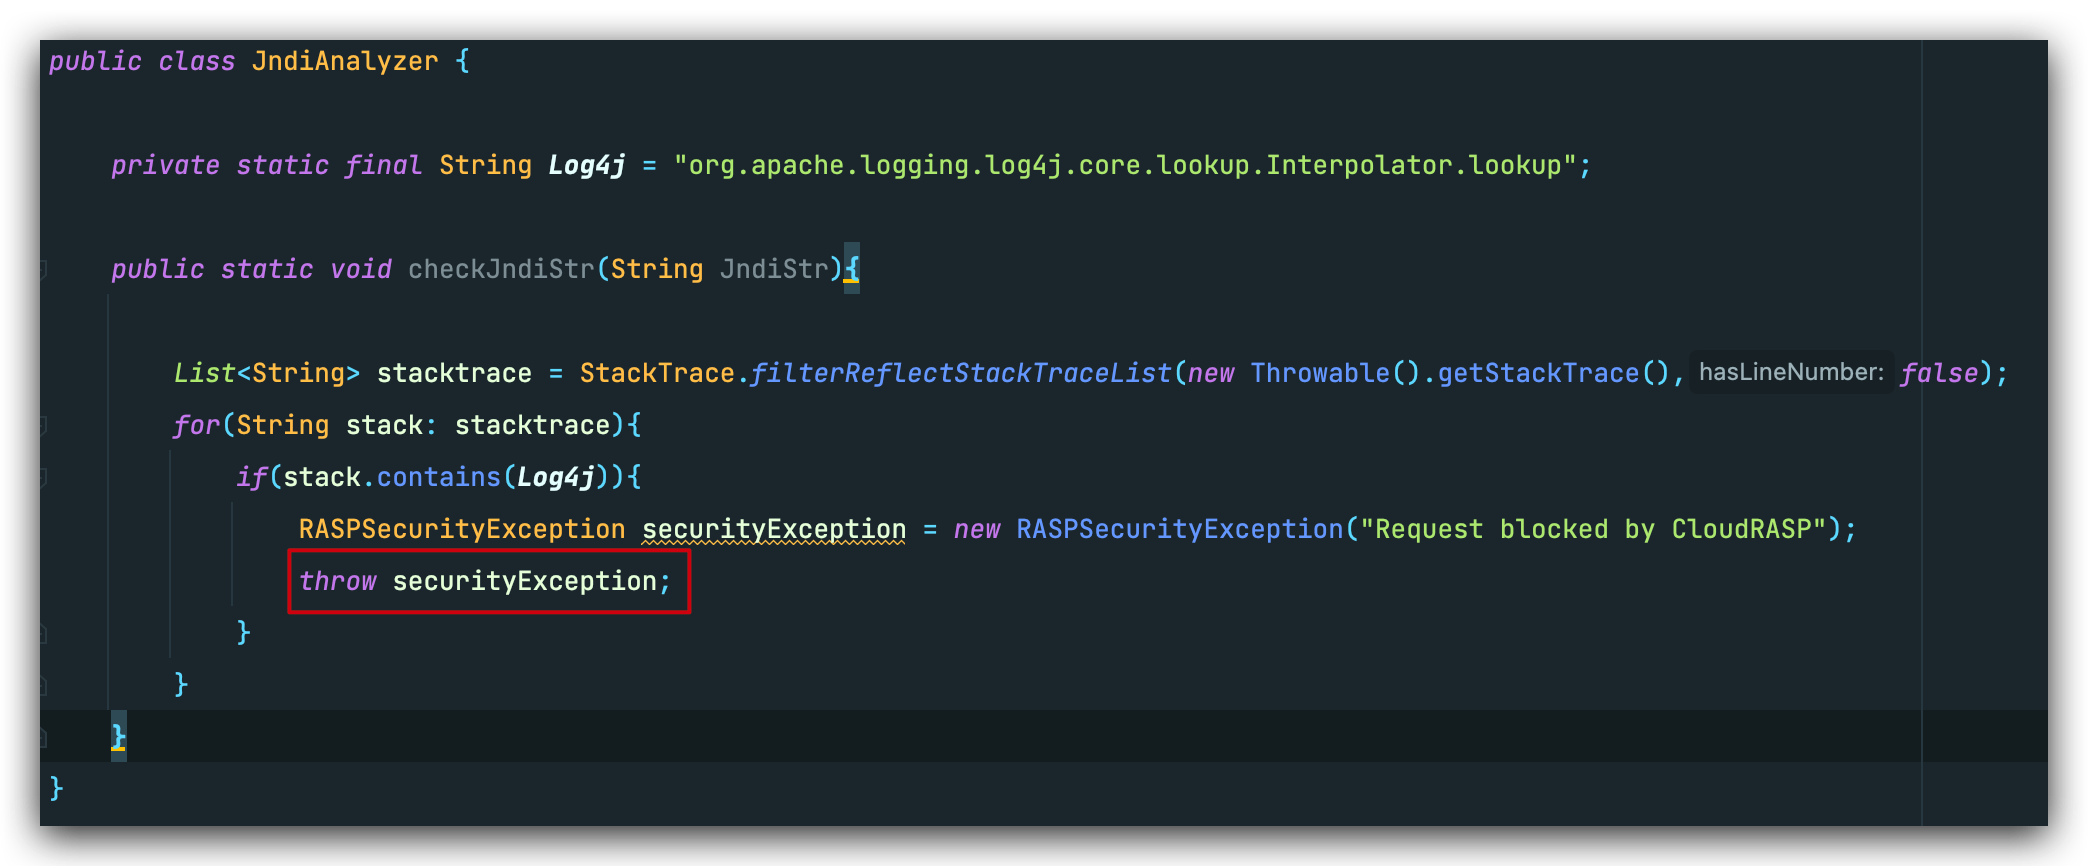 public class JndiAnalyzer {
private static final String Log4j = "org.apache.logging.log4j.core.lookup.Interpolator.lookup";
public static void checkJndiStr(String JndiStr){
List<String> stacktrace = StackTrace.filterReflectStackTraceList(new Throwable().getStackTrace(), hasLineNumber: false);
for(String stack: stacktrace){
if(stack.contains(Log4j)){
RASPSecurityException securityException = new RASPSecurityException("Request blocked by CloudRASP");
throw securityException;
}
}
}
}